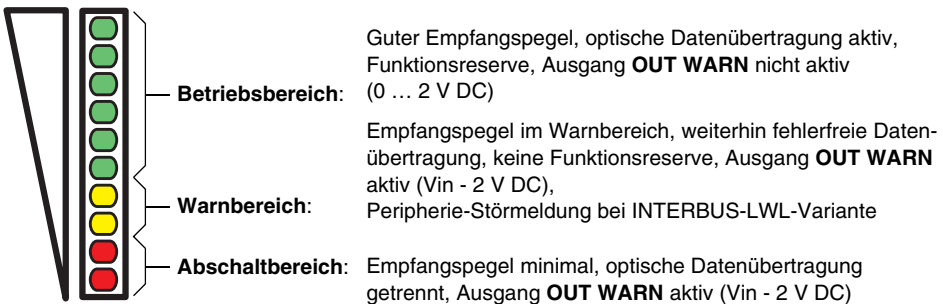 Guter Empfangspegel, optische Datenübertragung aktiv,
Funktionsreserve, Ausgang OUT WARN nicht aktiv
Betriebsbereich: (0 … 2 V DC)
Empfangspegel im Warnbereich, weiterhin fehlerfreie Daten-
übertragung, keine Funktionsreserve, Ausgang OUT WARN
aktiv (Vin - 2 V DC),
Warnbereich: Peripherie-Störmeldung bei INTERBUS-LWL-Variante
Abschaltbereich: Empfangspegel minimal, optische Datenübertragung
getrennt, Ausgang OUT WARN aktiv (Vin - 2 V DC)